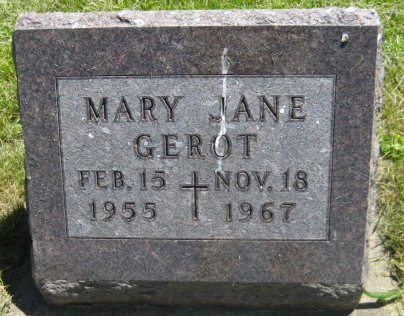 MARY JANE
GEROT
FEB. 15 NOV. 18
1955 1967